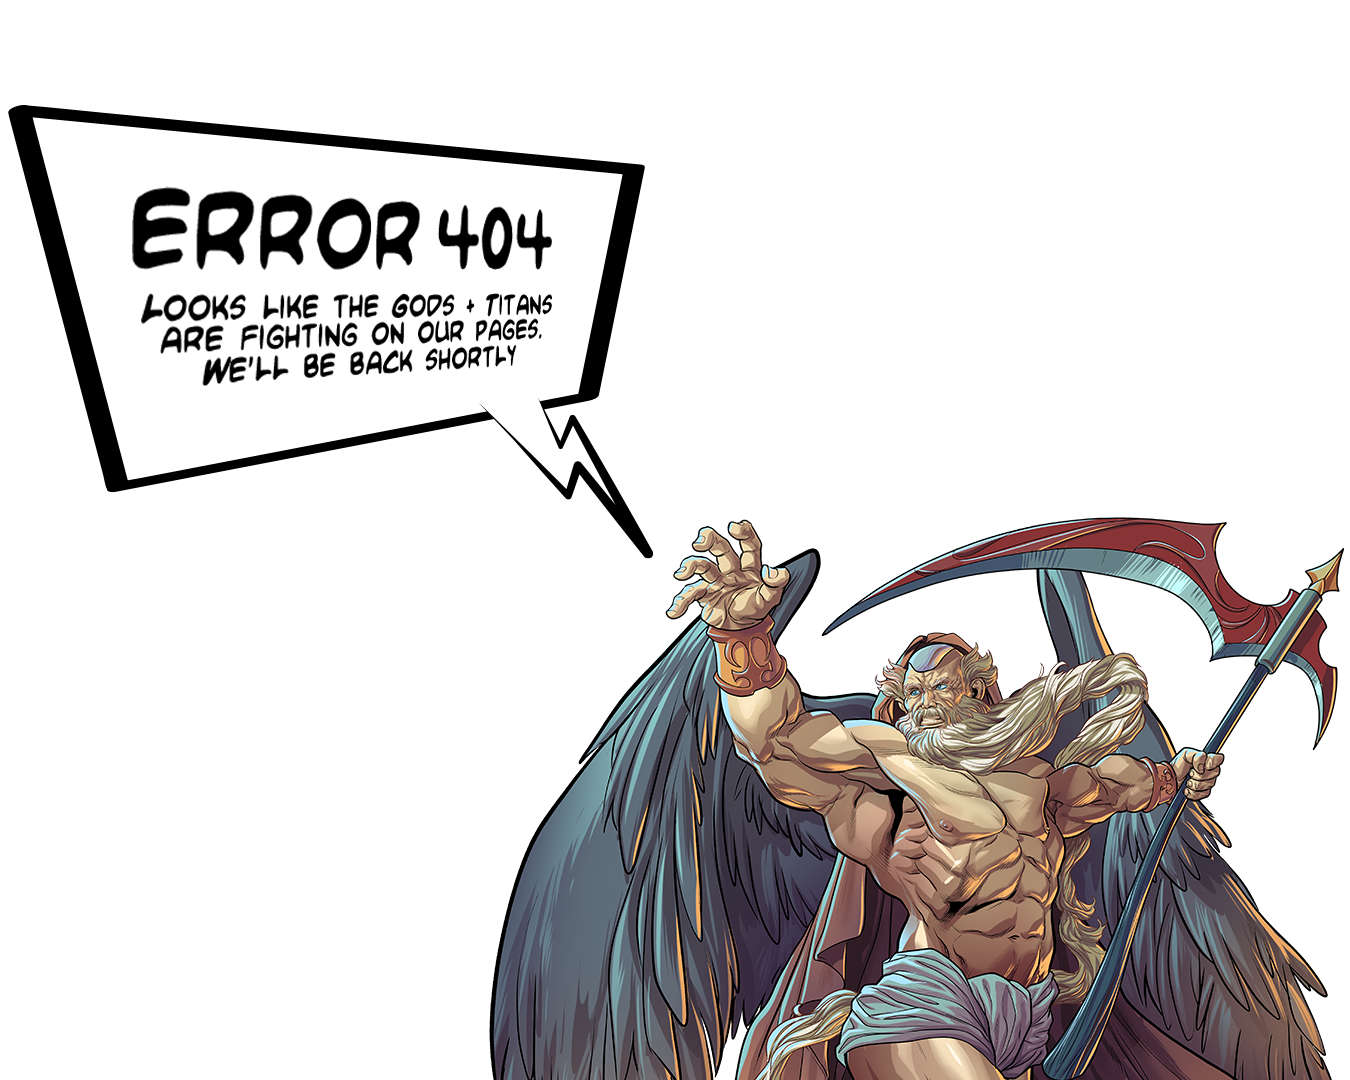 ERROR 404
LOOKS LIKE THE GODS + TITANS
ARE FIGHTING ON OUR PAGES.
WE'LL BE BACK SHORTLY